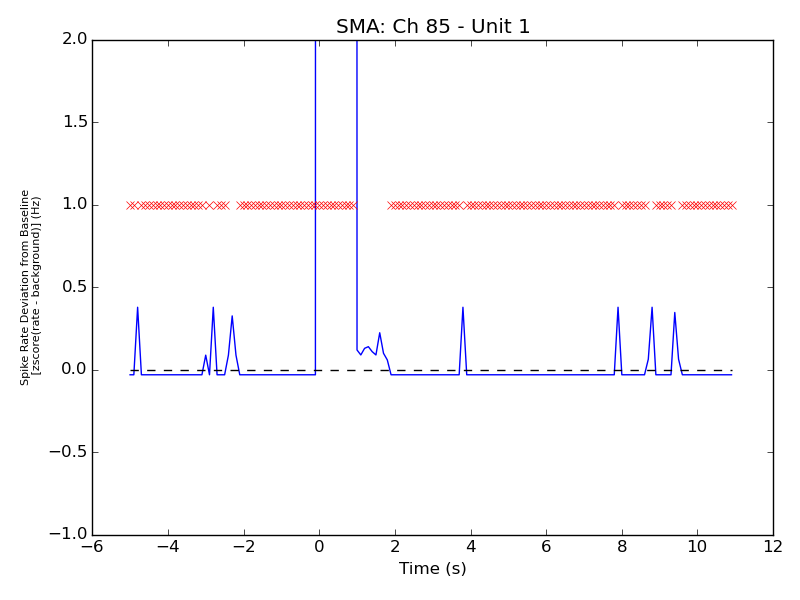 SMA: Ch 85 - Unit 1
2.0
1.5
1.0
0.5
0.0
−0.5
−1.0
Spike Rate Deviation from Baseline
[zscore(rate - background)] (Hz)
−6 −4 −2 0 2 4 6 8 10 12
Time (s)